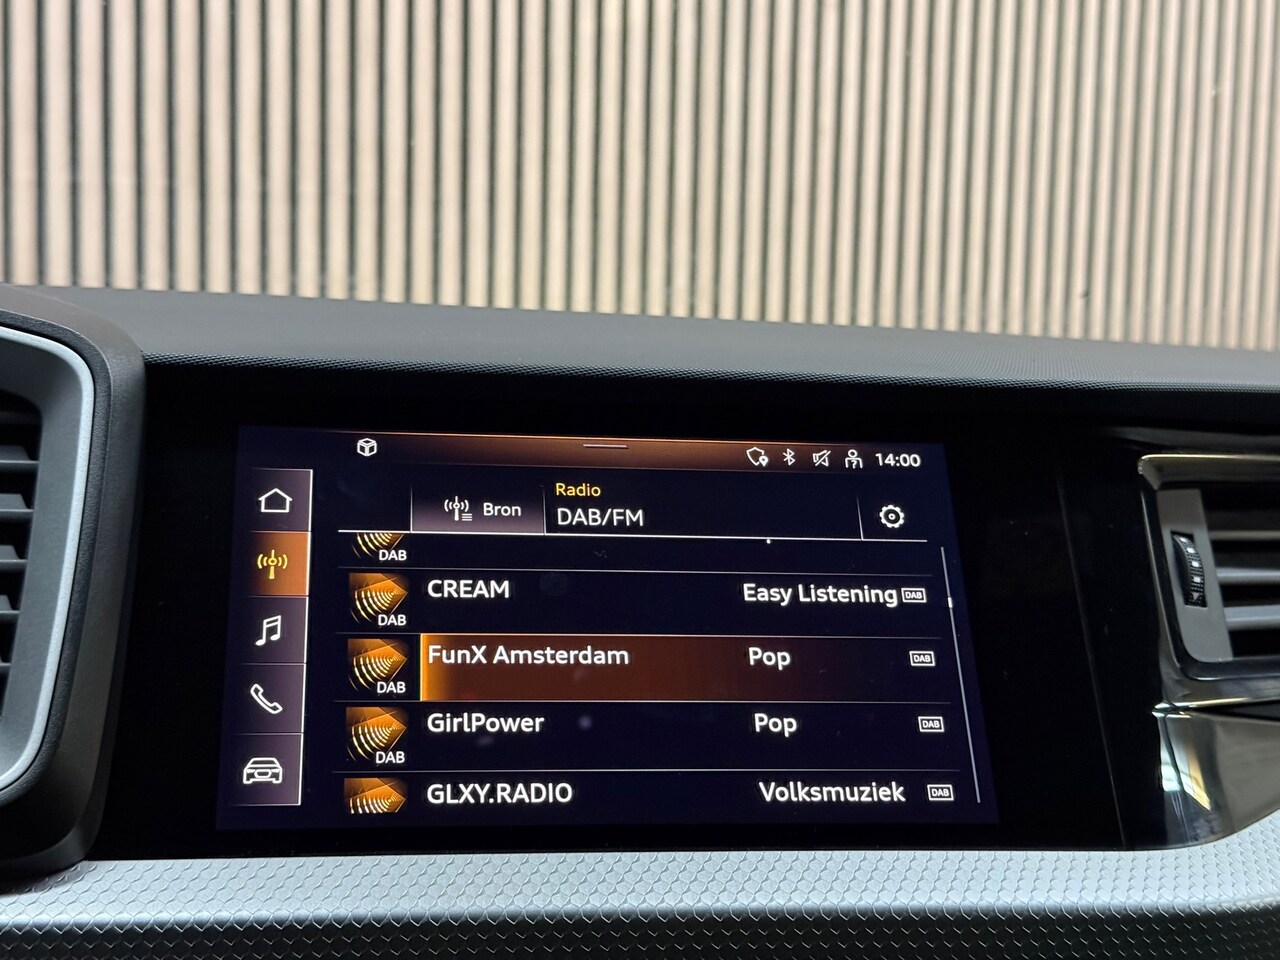 14:00
Bron
Radio
DAB/FM
DAB
CREAM Easy Listening DAB
DAB
FunX Amsterdam Pop DAB
DAB
GirlPower Pop DAB
DAB
GLXY.RADIO Volksmuziek DAB